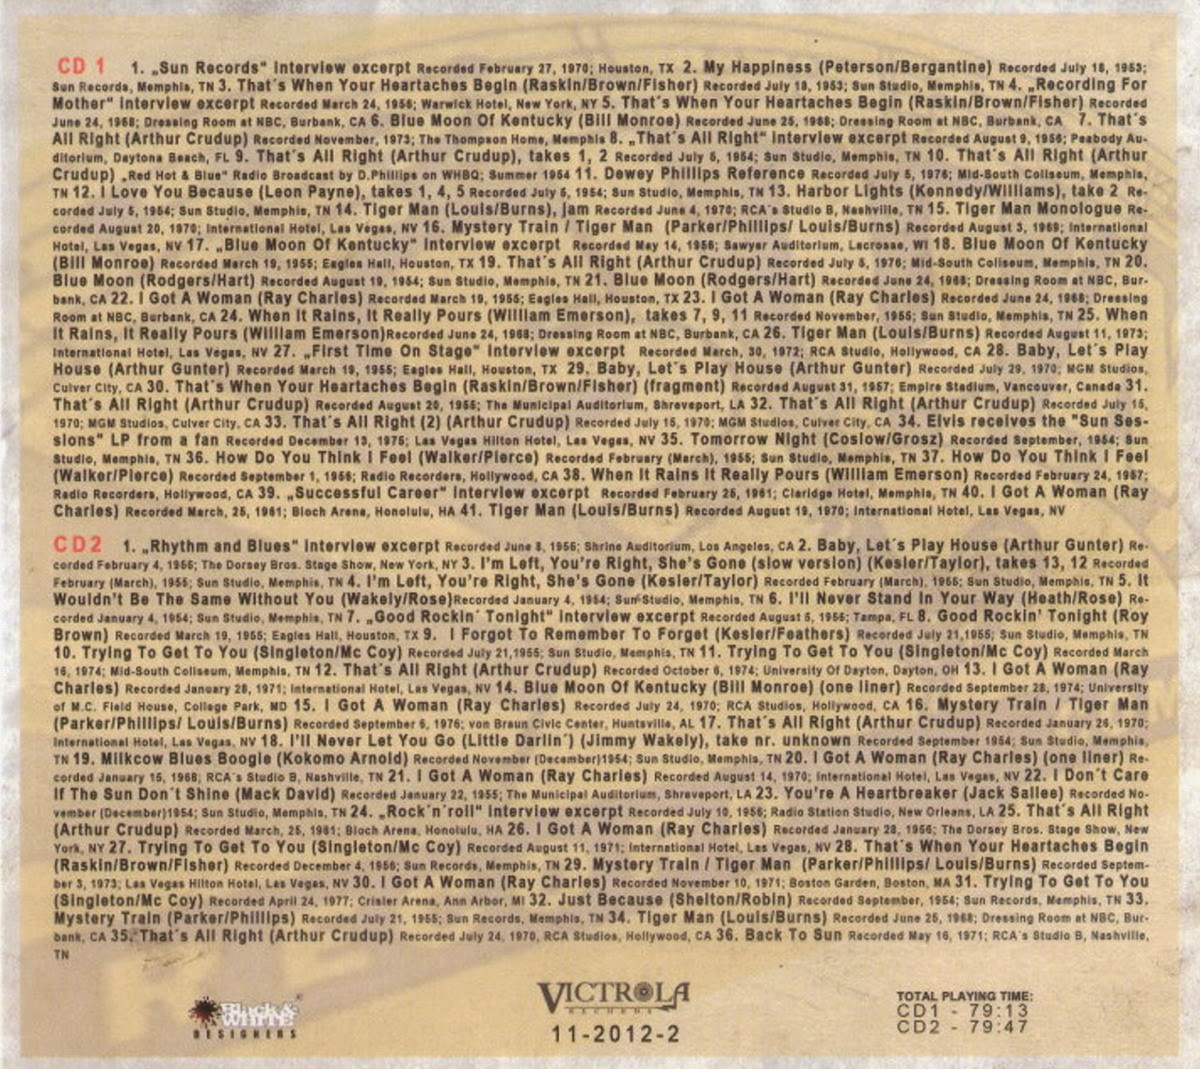 CD 1 1. „Sun Records“ Interview excerpt Recorded February 27, 1970; Houston, TX 2. My Happiness (Peterson/Bergantine) Recorded July 18, 1953;
Sun Records, Memphis, TN 3. That´s When Your Heartaches Begin (Raskin/Brown/Fisher) Recorded July 18, 1953; Sun Studio, Memphis, TN 4. „Recording For
Mother“ interview excerpt Recorded March 24, 1956; Warwick Hotel, New York, NY 5. That´s When Your Heartaches Begin (Raskin/Brown/Fisher) Recorded
June 24, 1968; Dressing Room at NBC, Burbank, CA 6. Blue Moon Of Kentucky (Bill Monroe) Recorded June 25, 1968; Dressing Room at NBC, Burbank, CA 7. That´s
All Right (Arthur Crudup) Recorded November, 1973; The Thompson Home, Memphis 8. „That´s All Right“ interview excerpt Recorded August 9, 1956; Peabody Au-
ditorium, Daytona Beach, FL 9. That´s All Right (Arthur Crudup), takes 1, 2 Recorded July 5, 1954; Sun Studio, Memphis, TN 10. That´s All Right (Arthur
Crudup) „Red Hot & Blue“ Radio Broadcast by D.Phillips on WHBQ; Summer 1954 11. Dewey Phillips Reference Recorded July 5, 1976; Mid-South Coliseum, Memphis,
TN 12. I Love You Because (Leon Payne), takes 1, 4, 5 Recorded July 5, 1954; Sun Studio, Memphis, TN 13. Harbor Lights (Kennedy/Williams), take 2 Re-
corded July 5, 1954; Sun Studio, Memphis, TN 14. Tiger Man (Louis/Burns), jam Recorded June 4, 1970; RCA´s Studio B, Nashville, TN 15. Tiger Man Monologue Re-
corded August 20, 1970; International Hotel, Las Vegas, NV 16. Mystery Train / Tiger Man (Parker/Phillips/ Louis/Burns) Recorded August 3, 1969; International
Hotel, Las Vegas, NV 17. „Blue Moon Of Kentucky“ Interview excerpt Recorded May 14, 1956; Sawyer Auditorium, Lacrosse, WI 18. Blue Moon Of Kentucky
(Bill Monroe) Recorded March 19, 1955; Eagles Hall, Houston, TX 19. That´s All Right (Arthur Crudup) Recorded July 5, 1976; Mid-South Coliseum, Memphis, TN 20.
Blue Moon (Rodgers/Hart) Recorded August 19, 1954; Sun Studio, Memphis, TN 21. Blue Moon (Rodgers/Hart) Recorded June 24, 1968; Dressing Room at NBC, Bur-
bank, CA 22. I Got A Woman (Ray Charles) Recorded March 19, 1955; Eagles Hall, Houston, TX 23. I Got A Woman (Ray Charles) Recorded June 24, 1968; Dressing
Room at NBC, Burbank, CA 24. When It Rains, It Really Pours (William Emerson), takes 7, 9, 11 Recorded November, 1955; Sun Studio, Memphis, TN 25. When
It Rains, It Really Pours (William Emerson)Recorded June 24, 1968; Dressing Room at NBC, Burbank, CA 26. Tiger Man (Louis/Burns) Recorded August 11, 1973;
International Hotel, Las Vegas, NV 27. „First Time On Stage“ Interview excerpt Recorded March, 30, 1972; RCA Studio, Hollywood, CA 28. Baby, Let´s Play
House (Arthur Gunter) Recorded March 19, 1955; Eagles Hall, Houston, TX 29. Baby, Let´s Play House (Arthur Gunter) Recorded July 29, 1970; MGM Studios,
Culver City, CA 30. That´s When Your Heartaches Begin (Raskin/Brown/Fisher) (fragment) Recorded August 31, 1957; Empire Stadium, Vancouver, Canada 31.
That´s All Right (Arthur Crudup) Recorded August 20, 1955; The Municipal Auditorium, Shreveport, LA 32. That´s All Right (Arthur Crudup) Recorded July 15,
1970; MGM Studios, Culver City, CA 33. That´s All Right (2) (Arthur Crudup) Recorded July 15, 1970; MGM Studios, Culver City, CA 34. Elvis receives the "Sun Ses-
sions" LP from a fan Recorded December 13, 1975; Las Vegas Hilton Hotel, Las Vegas, NV 35. Tomorrow Night (Coslow/Grosz) Recorded September, 1954; Sun
Studio, Memphis, TN 36. How Do You Think I Feel (Walker/Pierce) Recorded February (March), 1955; Sun Studio, Memphis, TN 37. How Do You Think I Feel
(Walker/Pierce) Recorded September 1, 1956; Radio Recorders, Hollywood, CA 38. When It Rains It Really Pours (William Emerson) Recorded February 24, 1957;
Radio Recorders, Hollywood, CA 39. „Successful Career“ Interview excerpt Recorded February 25, 1961; Claridge Hotel, Memphis, TN 40. I Got A Woman (Ray
Charles) Recorded March, 25, 1961; Bloch Arena, Honolulu, HA 41. Tiger Man (Louis/Burns) Recorded August 19, 1970; International Hotel, Las Vegas, NV
CD2 1. „Rhythm and Blues“ Interview excerpt Recorded June 8, 1956; Shrine Auditorium, Los Angeles, CA 2. Baby, Let´s Play House (Arthur Gunter) Re-
corded February 4, 1956; The Dorsey Bros. Stage Show, New York, NY 3. I'm Left, You're Right, She's Gone (slow version) (Kesler/Taylor), takes 13, 12 Recorded
February (March), 1955; Sun Studio, Memphis, TN 4. I'm Left, You're Right, She's Gone (Kesler/Taylor) Recorded February (March), 1955; Sun Studio, Memphis, TN 5. It
Wouldn't Be The Same Without You (Wakely/Rose)Recorded January 4, 1954; Sun Studio, Memphis, TN 6. I'll Never Stand In Your Way (Heath/Rose) Re-
corded January 4, 1954; Sun Studio, Memphis, TN 7. „Good Rockin´ Tonight“ Interview excerpt Recorded August 5, 1956; Tampa, FL 8. Good Rockin' Tonight (Roy
Brown) Recorded March 19, 1955; Eagles Hall, Houston, TX 9. I Forgot To Remember To Forget (Kesler/Feathers) Recorded July 21,1955; Sun Studio, Memphis, TN
10. Trying To Get To You (Singleton/Mc Coy) Recorded July 21,1955; Sun Studio, Memphis, TN 11. Trying To Get To You (Singleton/Mc Coy) Recorded March
16, 1974; Mid-South Coliseum, Memphis, TN 12. That´s All Right (Arthur Crudup) Recorded October 6, 1974; University Of Dayton, Dayton, OH 13. I Got A Woman (Ray
Charles) Recorded January 28, 1971; International Hotel, Las Vegas, NV 14. Blue Moon Of Kentucky (Bill Monroe) (one liner) Recorded September 28, 1974; University
of M.C. Field House, College Park, MD 15. I Got A Woman (Ray Charles) Recorded July 24, 1970; RCA Studios, Hollywood, CA 16. Mystery Train / Tiger Man
(Parker/Phillips/ Louis/Burns) Recorded September 6, 1976; von Braun Civic Center, Huntsville, AL 17. That´s All Right (Arthur Crudup) Recorded January 26, 1970;
International Hotel, Las Vegas, NV 18. I'll Never Let You Go (Little Darlin´) (Jimmy Wakely), take nr. unknown Recorded September 1954; Sun Studio, Memphis,
TN 19. Milkcow Blues Boogie (Kokomo Arnold) Recorded November (December)1954; Sun Studio, Memphis, TN 20. I Got A Woman (Ray Charles) (one liner) Re-
corded January 15, 1968; RCA´s Studio B, Nashville, TN 21. I Got A Woman (Ray Charles) Recorded August 14, 1970; International Hotel, Las Vegas, NV 22. I Don´t Care
If The Sun Don´t Shine (Mack David) Recorded January 22, 1955; The Municipal Auditorium, Shreveport, LA 23. You're A Heartbreaker (Jack Sallee) Recorded No-
vember (December)1954; Sun Studio, Memphis, TN 24. „Rock´n´roll“ Interview excerpt Recorded July 10, 1956; Radio Station Studio, New Orleans, LA 25. That´s All Right
(Arthur Crudup) Recorded March, 25, 1961; Bloch Arena, Honolulu, HA 26. I Got A Woman (Ray Charles) Recorded January 28, 1956; The Dorsey Bros. Stage Show, New
York, NY 27. Trying To Get To You (Singleton/Mc Coy) Recorded August 11, 1971; International Hotel, Las Vegas, NV 28. That´s When Your Heartaches Begin
(Raskin/Brown/Fisher) Recorded December 4, 1956; Sun Records, Memphis, TN 29. Mystery Train / Tiger Man (Parker/Phillips/ Louis/Burns) Recorded Septem-
ber 3, 1973; Las Vegas Hilton Hotel, Las Vegas, NV 30. I Got A Woman (Ray Charles) Recorded November 10, 1971; Boston Garden, Boston, MA 31. Trying To Get To You
(Singleton/Mc Coy) Recorded April 24, 1977; Crisler Arena, Ann Arbor, MI 32. Just Because (Shelton/Robin) Recorded September, 1954; Sun Records, Memphis, TN 33.
Mystery Train (Parker/Phillips) Recorded July 21, 1955; Sun Records, Memphis, TN 34. Tiger Man (Louis/Burns) Recorded June 25, 1968; Dressing Room at NBC, Bur-
bank, CA 35. That´s All Right (Arthur Crudup) Recorded July 24, 1970, RCA Studios, Hollywood, CA 36. Back To Sun Recorded May 16, 1971; RCA´s Studio B, Nashville,
TN
Black&
WHITE
DESIGNERS
VICTROLA
RECORDS
11-2012-2
TOTAL PLAYING TIME:
CD1 - 79:13
CD2 - 79:47